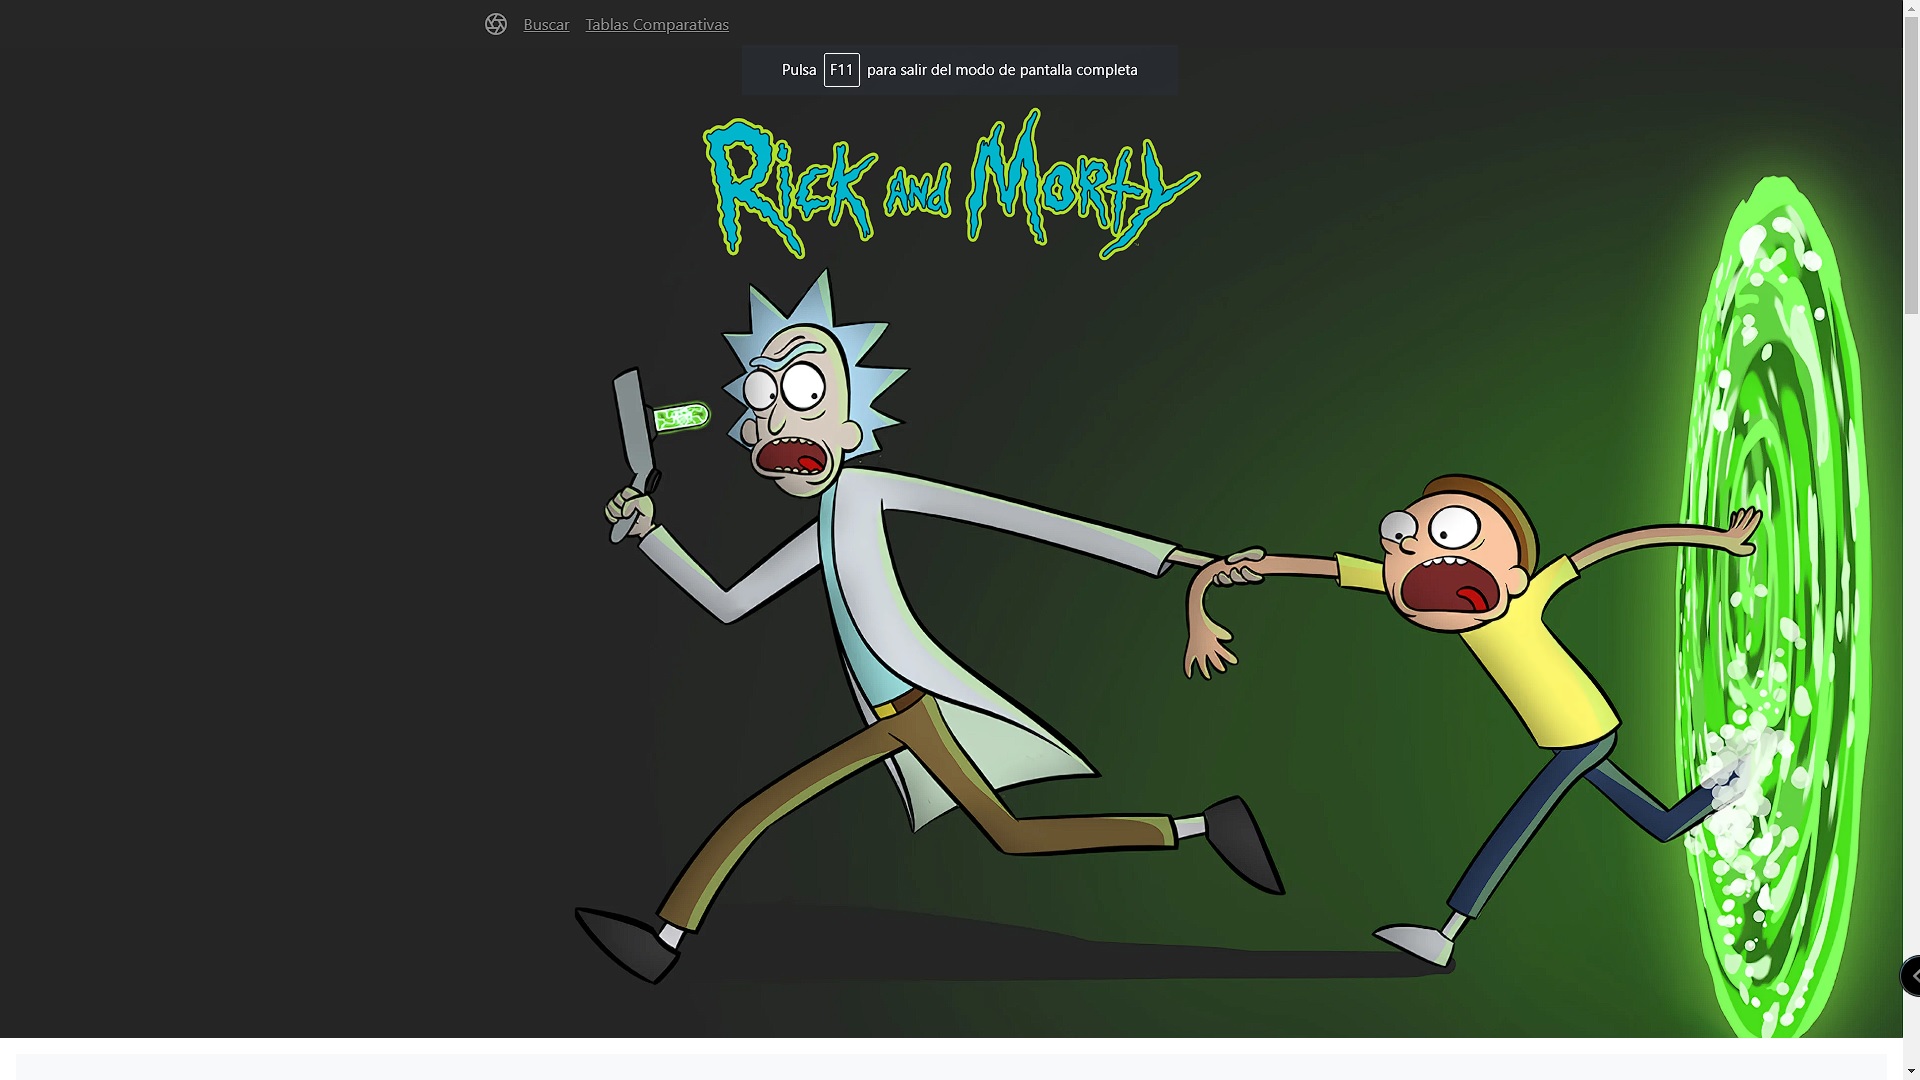 Buscar Tablas Comparativas
Pulsa F11 para salir del modo de pantalla completa
Rick and Morty